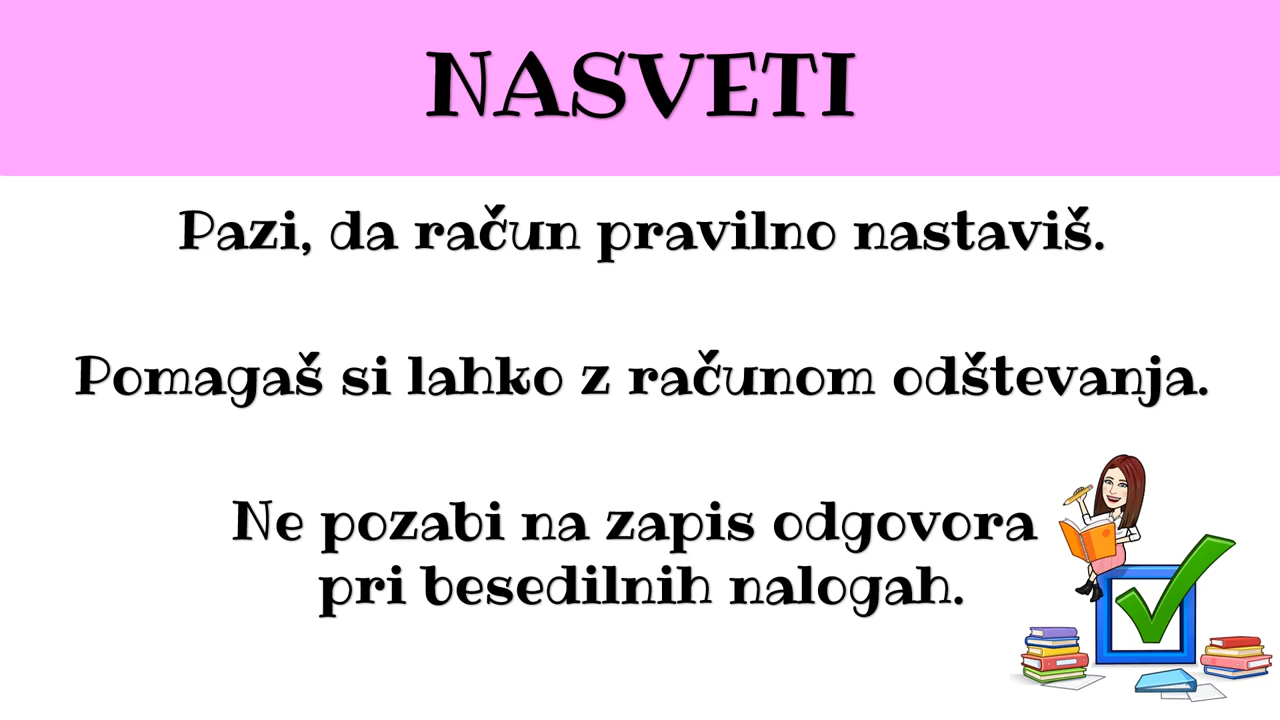 NASVETI
Pazi, da račun pravilno nastaviš.
Pomagaš si lahko z računom odštevanja.
Ne pozabi na zapis odgovora
pri besedilnih nalogah.